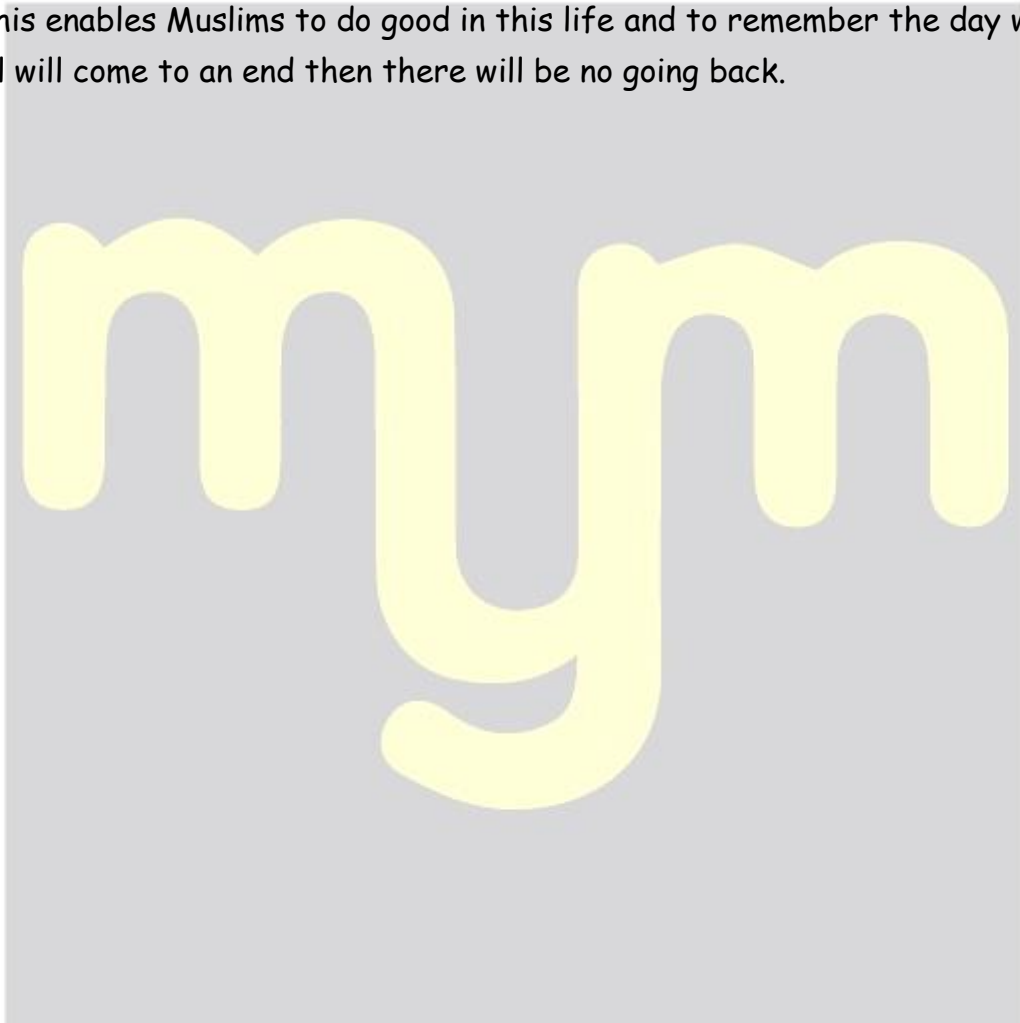 his enables Muslims to do good in this life and to remember the day
will come to an end then there will be no going back.
mym